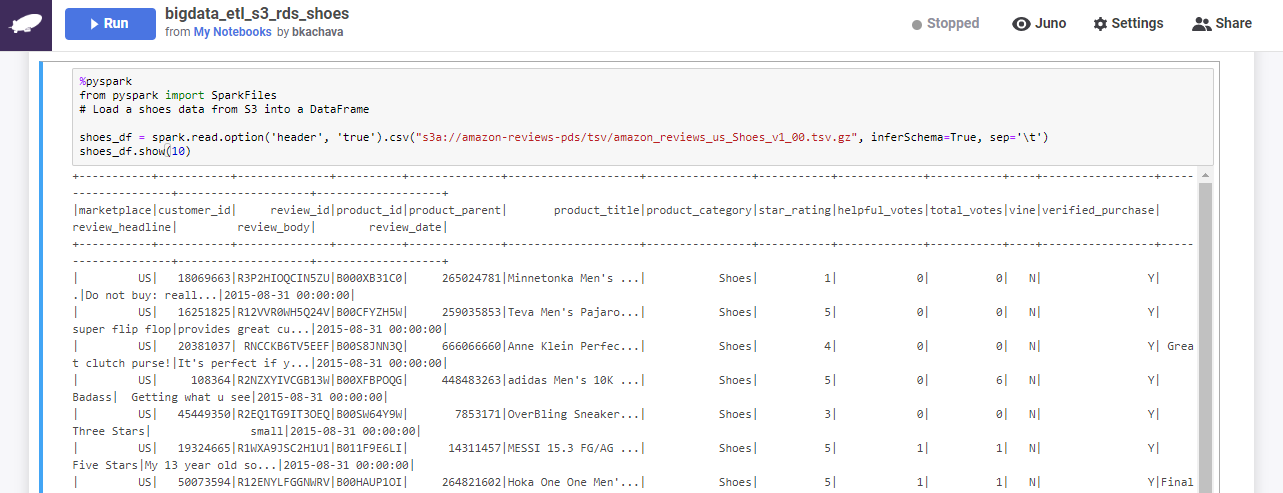 Run
bigdata_etl_s3_rds_shoes
from My Notebooks by bkachava
Stopped
Juno
Settings
Share
%pyspark
from pyspark import SparkFiles
# Load a shoes data from S3 into a DataFrame
shoes_df = spark.read.option('header', 'true').csv("s3a://amazon-reviews-pds/tsv/amazon_reviews_us_Shoes_v1_00.tsv.gz", inferSchema=True, sep='\t')
shoes_df.show(10)
+-----------+-----------+--------------+----------+--------------+--------------------+----------------+-----------+-------------+-----------+----+-----------------+-----
---------------+--------------------+-------------------+
|marketplace|customer_id|     review_id|product_id|product_parent|       product_title|product_category|star_rating|helpful_votes|total_votes|vine|verified_purchase|
review_headline|         review_body|        review_date|
+-----------+-----------+--------------+----------+--------------+--------------------+----------------+-----------+-------------+-----------+----+-----------------+-----
---------------+--------------------+-------------------+
|         US|   18069663|R3P2HIOQCIN5ZU|B000XB31C0|     265024781|Minnetonka Men's ...|           Shoes|          1|            0|          0|   N|                Y|
.|Do not buy: reall...|2015-08-31 00:00:00|
|         US|   16251825|R12VVR0WH5Q24V|B00CFYZH5W|     259035853|Teva Men's Pajaro...|           Shoes|          5|            0|          0|   N|                Y|
super flip flop|provides great cu...|2015-08-31 00:00:00|
|         US|   20381037| RNCCKB6TV5EEF|B00S8JNN3Q|     666066660|Anne Klein Perfec...|           Shoes|          4|            0|          0|   N|                Y| Grea
t clutch purse!|It's perfect if y...|2015-08-31 00:00:00|
|         US|     108364|R2NZXYIVCGB13W|B00XFBPOQG|     448483263|adidas Men's 10K ...|           Shoes|          5|            0|          6|   N|                Y|
Badass|  Getting what u see|2015-08-31 00:00:00|
|         US|   45449350|R2EQ1TG9IT3OEQ|B00SW64Y9W|       7853171|OverBling Sneaker...|           Shoes|          3|            0|          0|   N|                Y|
Three Stars|               small|2015-08-31 00:00:00|
|         US|   19324665|R1WXA9JSC2H1U1|B011F9E6LI|      14311457|MESSI 15.3 FG/AG ...|           Shoes|          5|            1|          1|   N|                Y|
Five Stars|My 13 year old so...|2015-08-31 00:00:00|
|         US|   50073594|R12ENYLFGGNWRV|B00HAUP1OI|     264821602|Hoka One One Men'...|           Shoes|          5|            1|          1|   N|                Y|Final